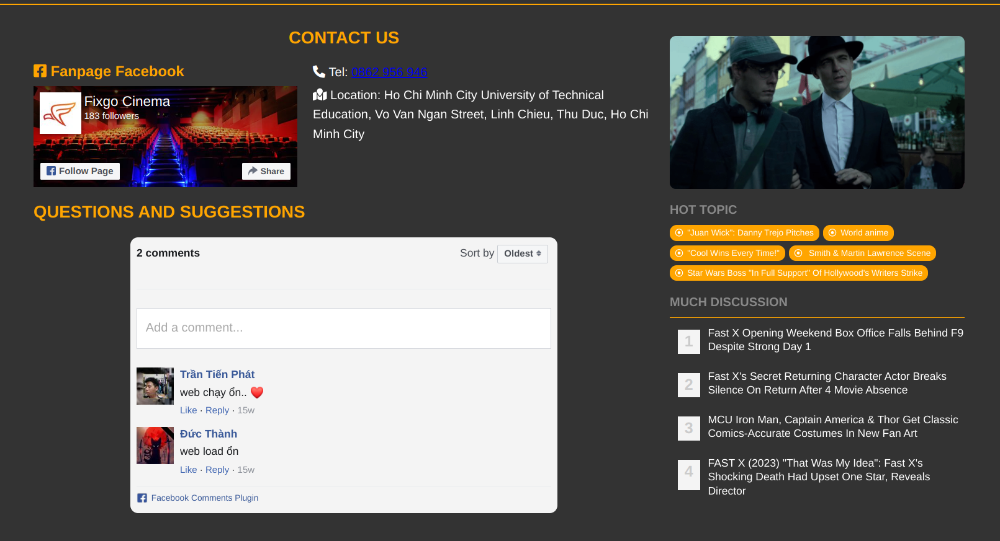 CONTACT US
Fanpage Facebook
Fixgo Cinema
183 followers
Follow Page
Share
Tel: 0862 956 946
Location: Ho Chi Minh City University of Technical
Education, Vo Van Ngan Street, Linh Chieu, Thu Duc, Ho Chi
Minh City
QUESTIONS AND SUGGESTIONS
2 comments
Sort by Oldest
Add a comment...
Trần Tiến Phát
web chạy ổn.. ❤️
Like · Reply · 15w
Đức Thành
web load ổn
Like · Reply · 15w
Facebook Comments Plugin
HOT TOPIC
"Juan Wick": Danny Trejo Pitches
World anime
"Cool Wins Every Time!"
Smith & Martin Lawrence Scene
Star Wars Boss "In Full Support" Of Hollywood's Writers Strike
MUCH DISCUSSION
1
Fast X Opening Weekend Box Office Falls Behind F9
Despite Strong Day 1
2
Fast X's Secret Returning Character Actor Breaks
Silence On Return After 4 Movie Absence
3
MCU Iron Man, Captain America & Thor Get Classic
Comics-Accurate Costumes In New Fan Art
4
FAST X (2023) "That Was My Idea": Fast X's
Shocking Death Had Upset One Star, Reveals
Director